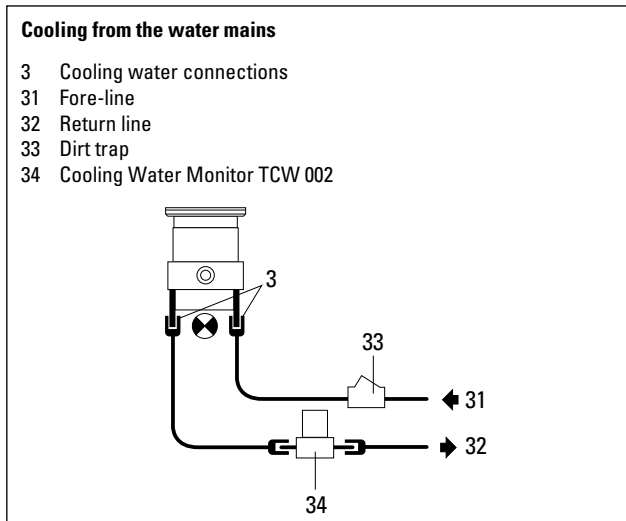 Cooling from the water mains
3 Cooling water connections
31 Fore-line
32 Return line
33 Dirt trap
34 Cooling Water Monitor TCW 002
3
33
31
32
34